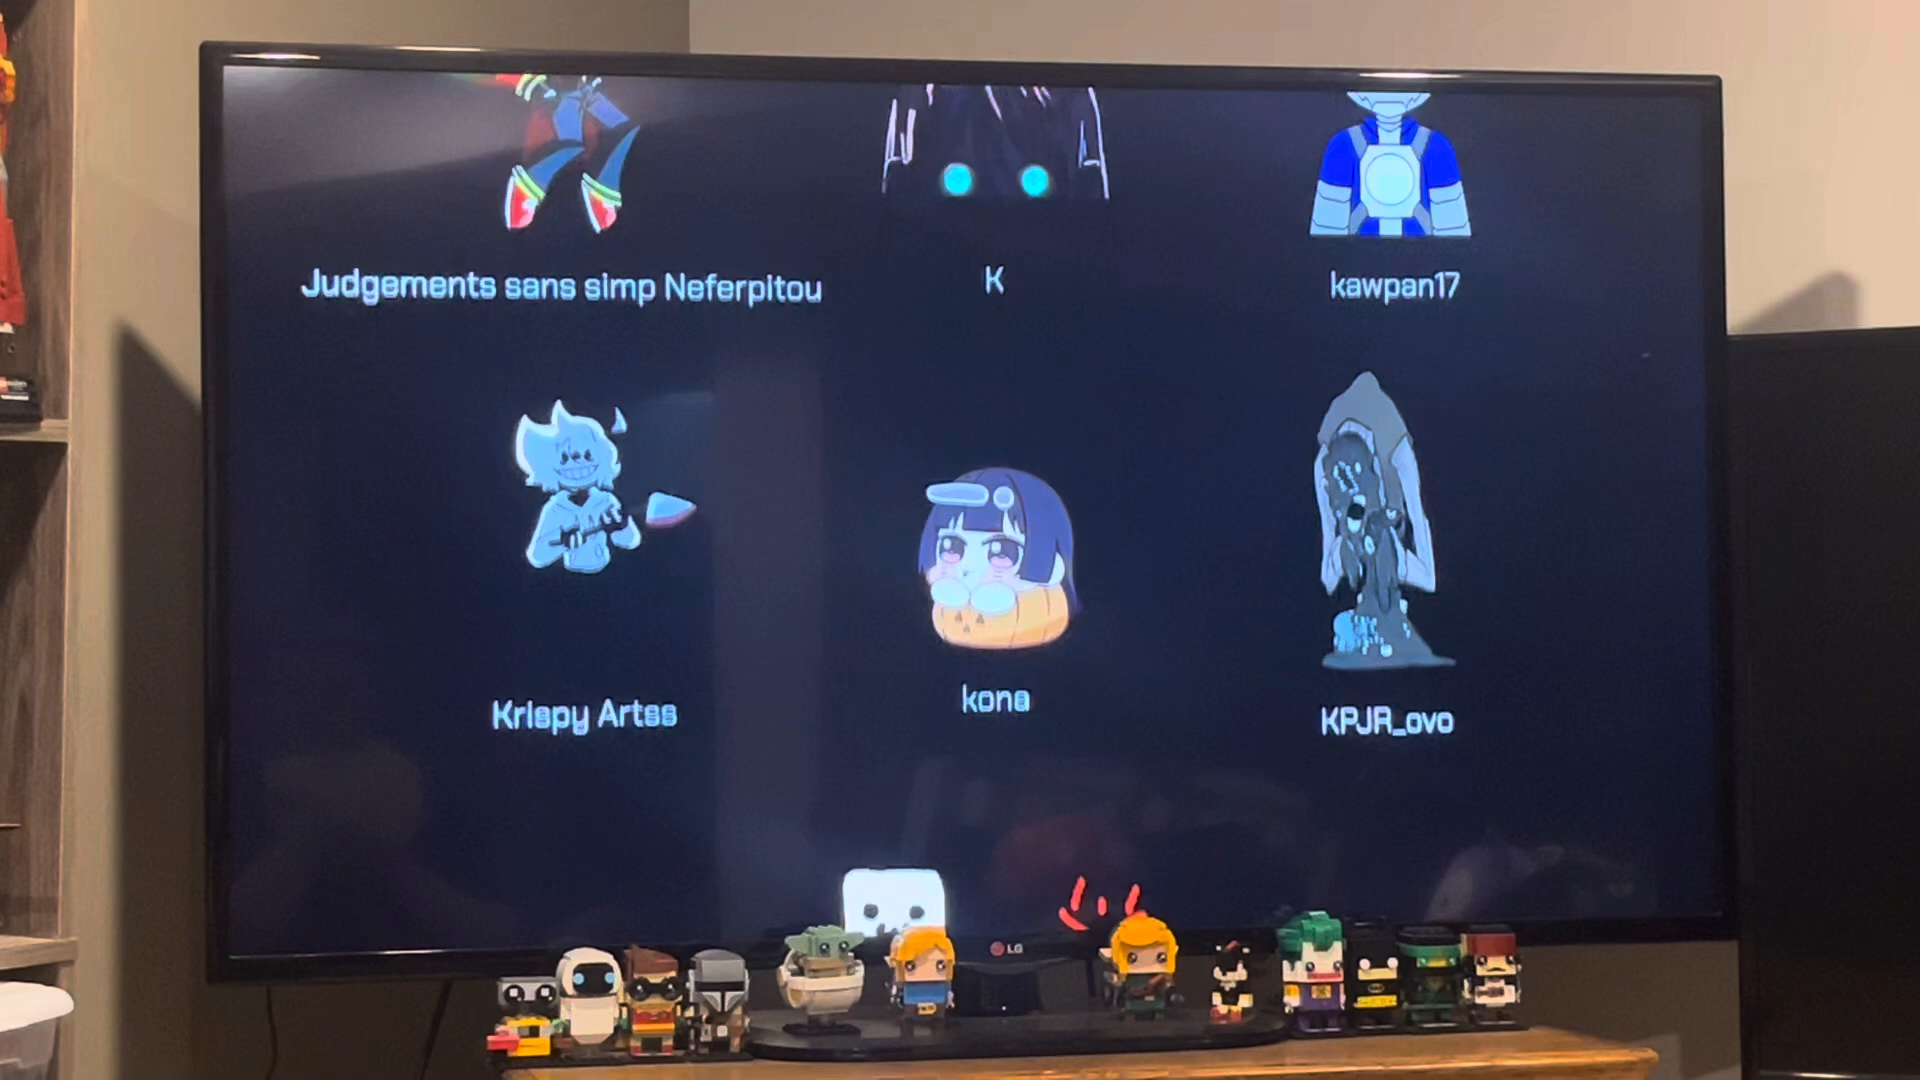 Judgements sans simp Neferpitou
K
kawpan17
Krispy Artss
kona
KPJR_ovo
LG